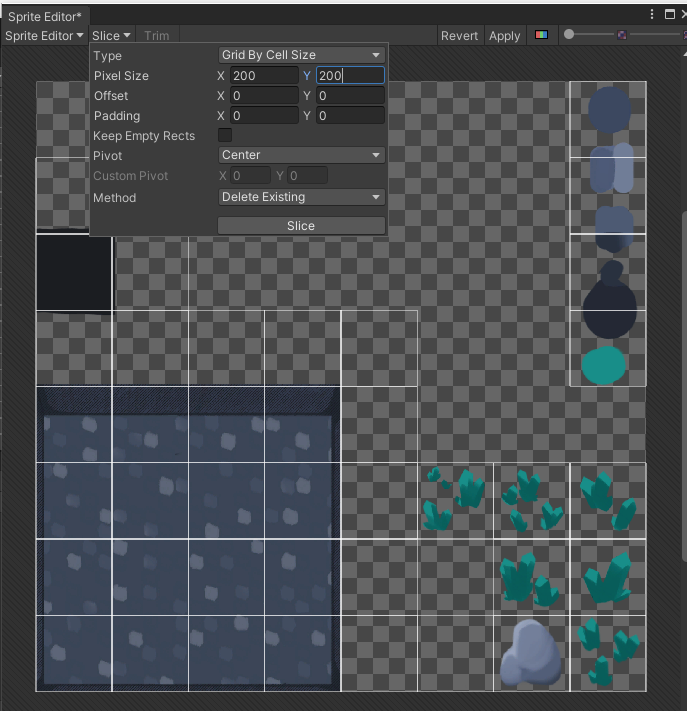 Sprite Editor*
Sprite Editor Slice Trim Revert Apply
Type Grid By Cell Size
Pixel Size X 200 Y 200
Offset X 0 Y 0
Padding X 0 Y 0
Keep Empty Rects
Pivot Center
Custom Pivot X 0 Y 0
Method Delete Existing
Slice